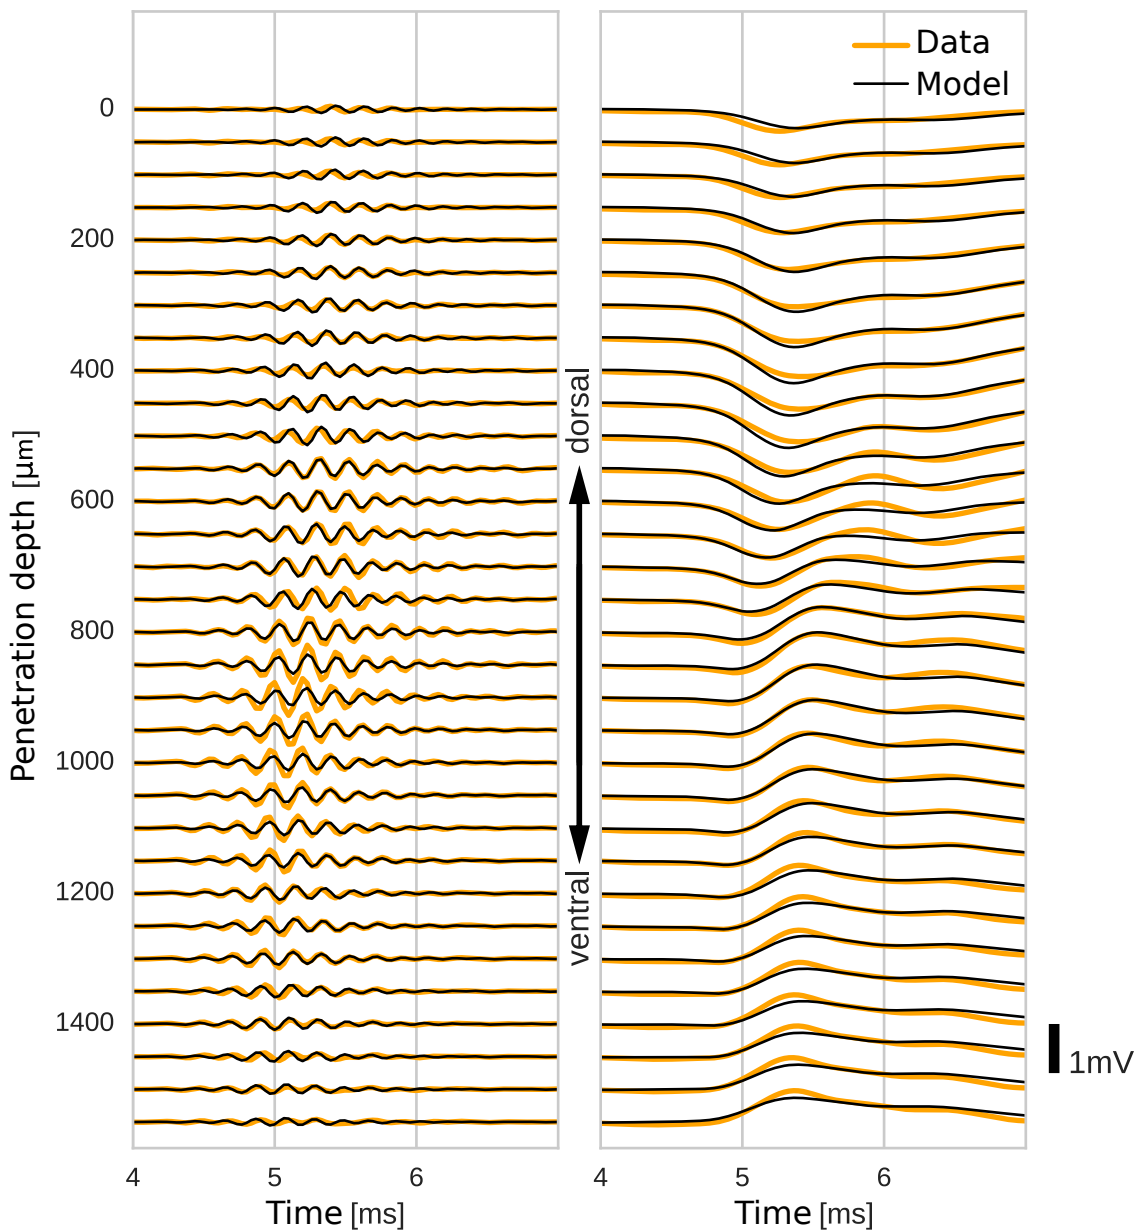 Data
Model
0
200
400
600
800
1000
1200
1400
Penetration depth [µm]
dorsal
ventral
1mV
4 5 6
4 5 6
Time [ms]
Time [ms]